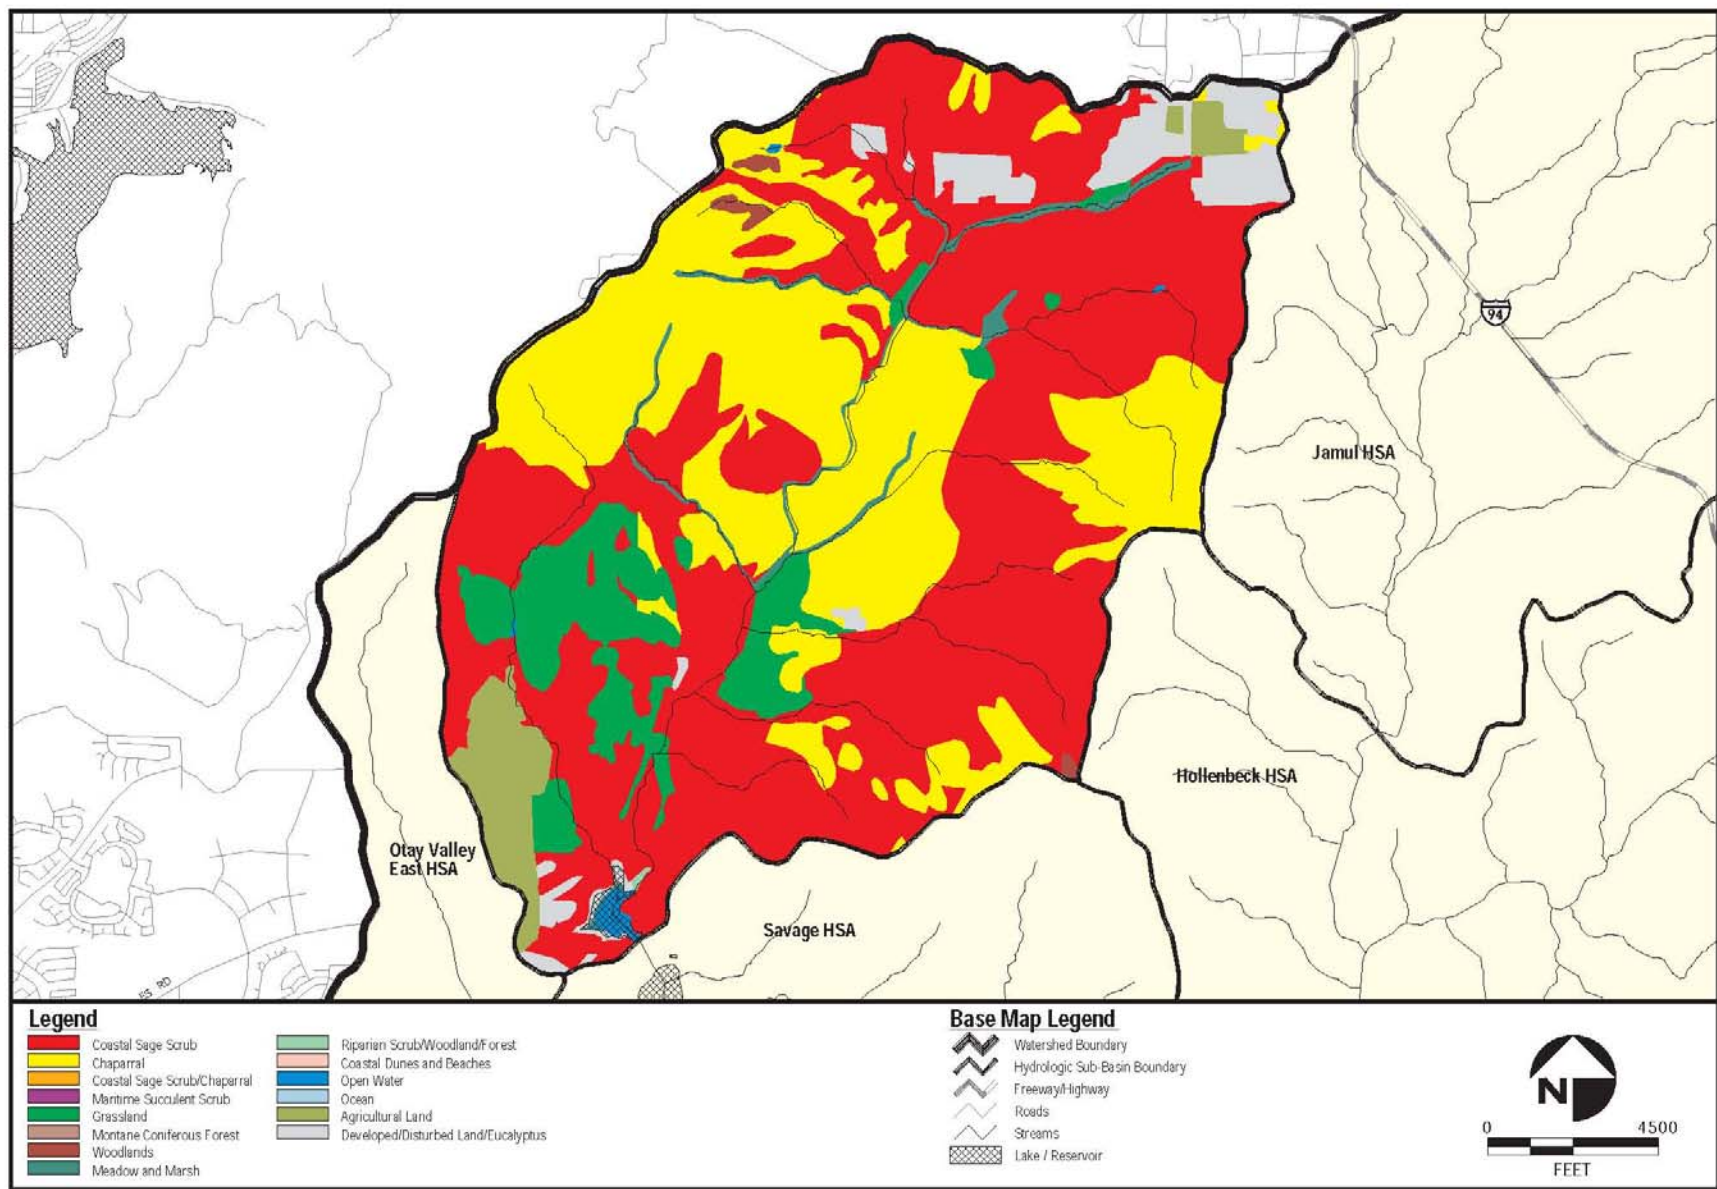 94
Jamul HSA
Hollenbeck HSA
Otay Valley
East HSA
Savage HSA
ES RD
Legend
Coastal Sage Scrub
Chaparral
Coastal Sage Scrub/Chaparral
Maritime Succulent Scrub
Grassland
Montane Coniferous Forest
Woodlands
Meadow and Marsh
Riparian Scrub/Woodland/Forest
Coastal Dunes and Beaches
Open Water
Ocean
Agricultural Land
Developed/Disturbed Land/Eucalyptus
Base Map Legend
Watershed Boundary
Hydrologic Sub-Basin Boundary
Freeway/Highway
Roads
Streams
Lake / Reservoir
N
0 4500
FEET